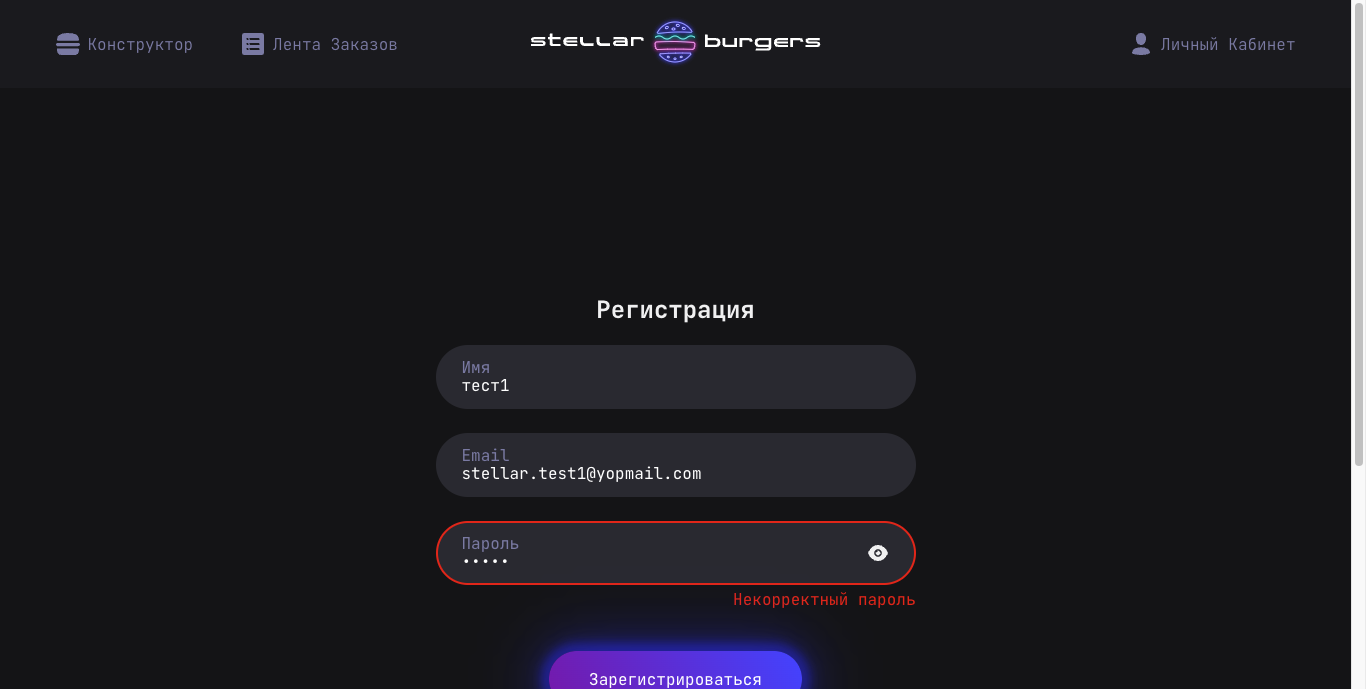 Конструктор
Лента Заказов
stellar burgers
Личный Кабинет
Регистрация
Имя
тест1
Email
stellar.test1@yopmail.com
Пароль
•••••
Некорректный пароль
Зарегистрироваться